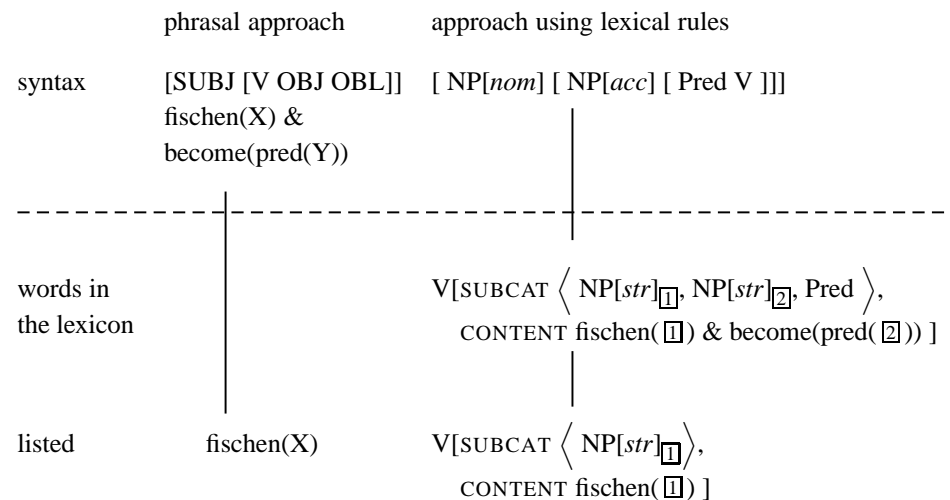 phrasal approach approach using lexical rules
syntax [SUBJ [V OBJ OBL]] [ NP[nom] [ NP[acc] [ Pred V ]]]
fischen(X) &
become(pred(Y))
words in V[SUBCAT ⟨ NP[str]1, NP[str]2, Pred ⟩,
the lexicon CONTENT fischen( 1 ) & become(pred( 2 )) ]
listed fischen(X) V[SUBCAT ⟨ NP[str]1 ⟩,
CONTENT fischen( 1 ) ]